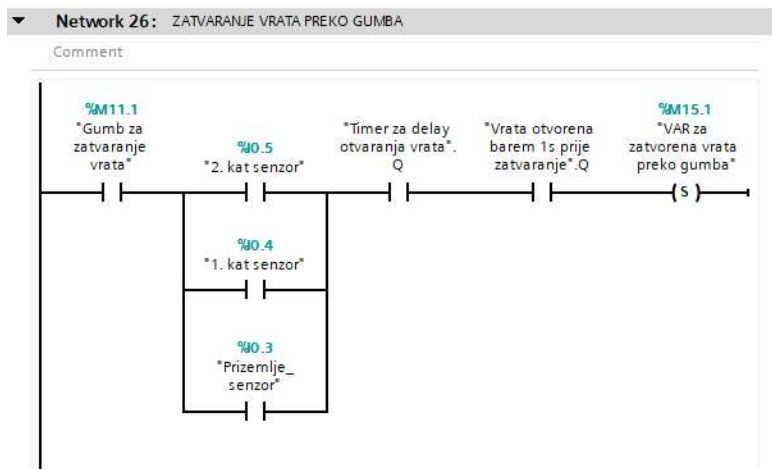 Network 26: ZATVARANJE VRATA PREKO GUMBA
Comment
%M11.1
"Gumb za
zatvaranje
vrata"
%I0.5
"2. kat senzor"
"Timer za delay
otvaranja vrata".
Q
"Vrata otvorena
barem 1s prije
zatvaranje".Q
%M15.1
"VAR za
zatvorena vrata
preko gumba"
S
%I0.4
"1. kat senzor"
%I0.3
"Prizemlje_
senzor"